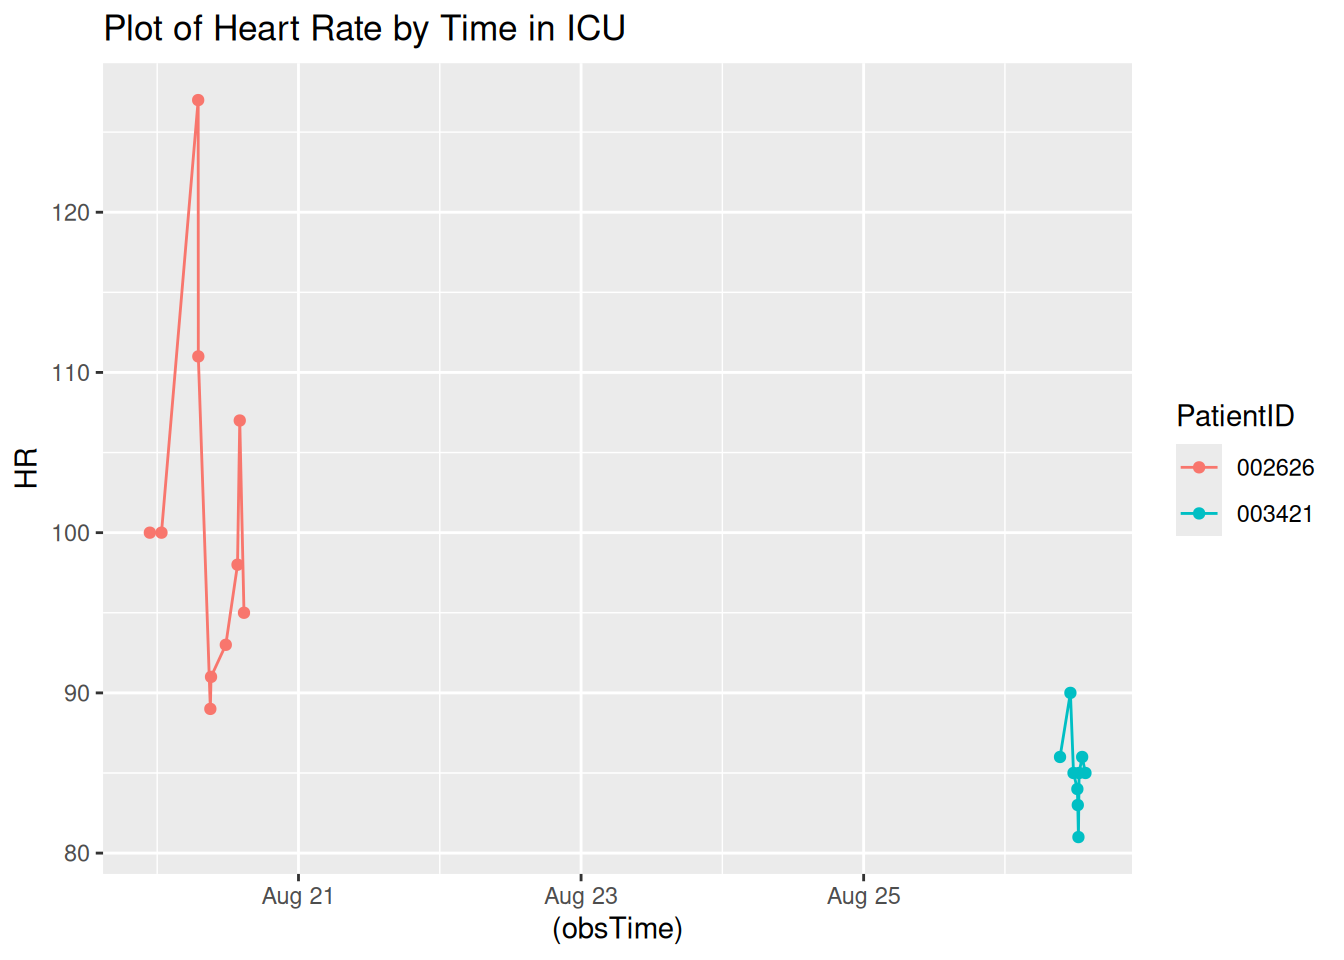 Plot of Heart Rate by Time in ICU
HR
120
110
100
90
80
Aug 21 Aug 23 Aug 25
(obsTime)
PatientID
002626
003421